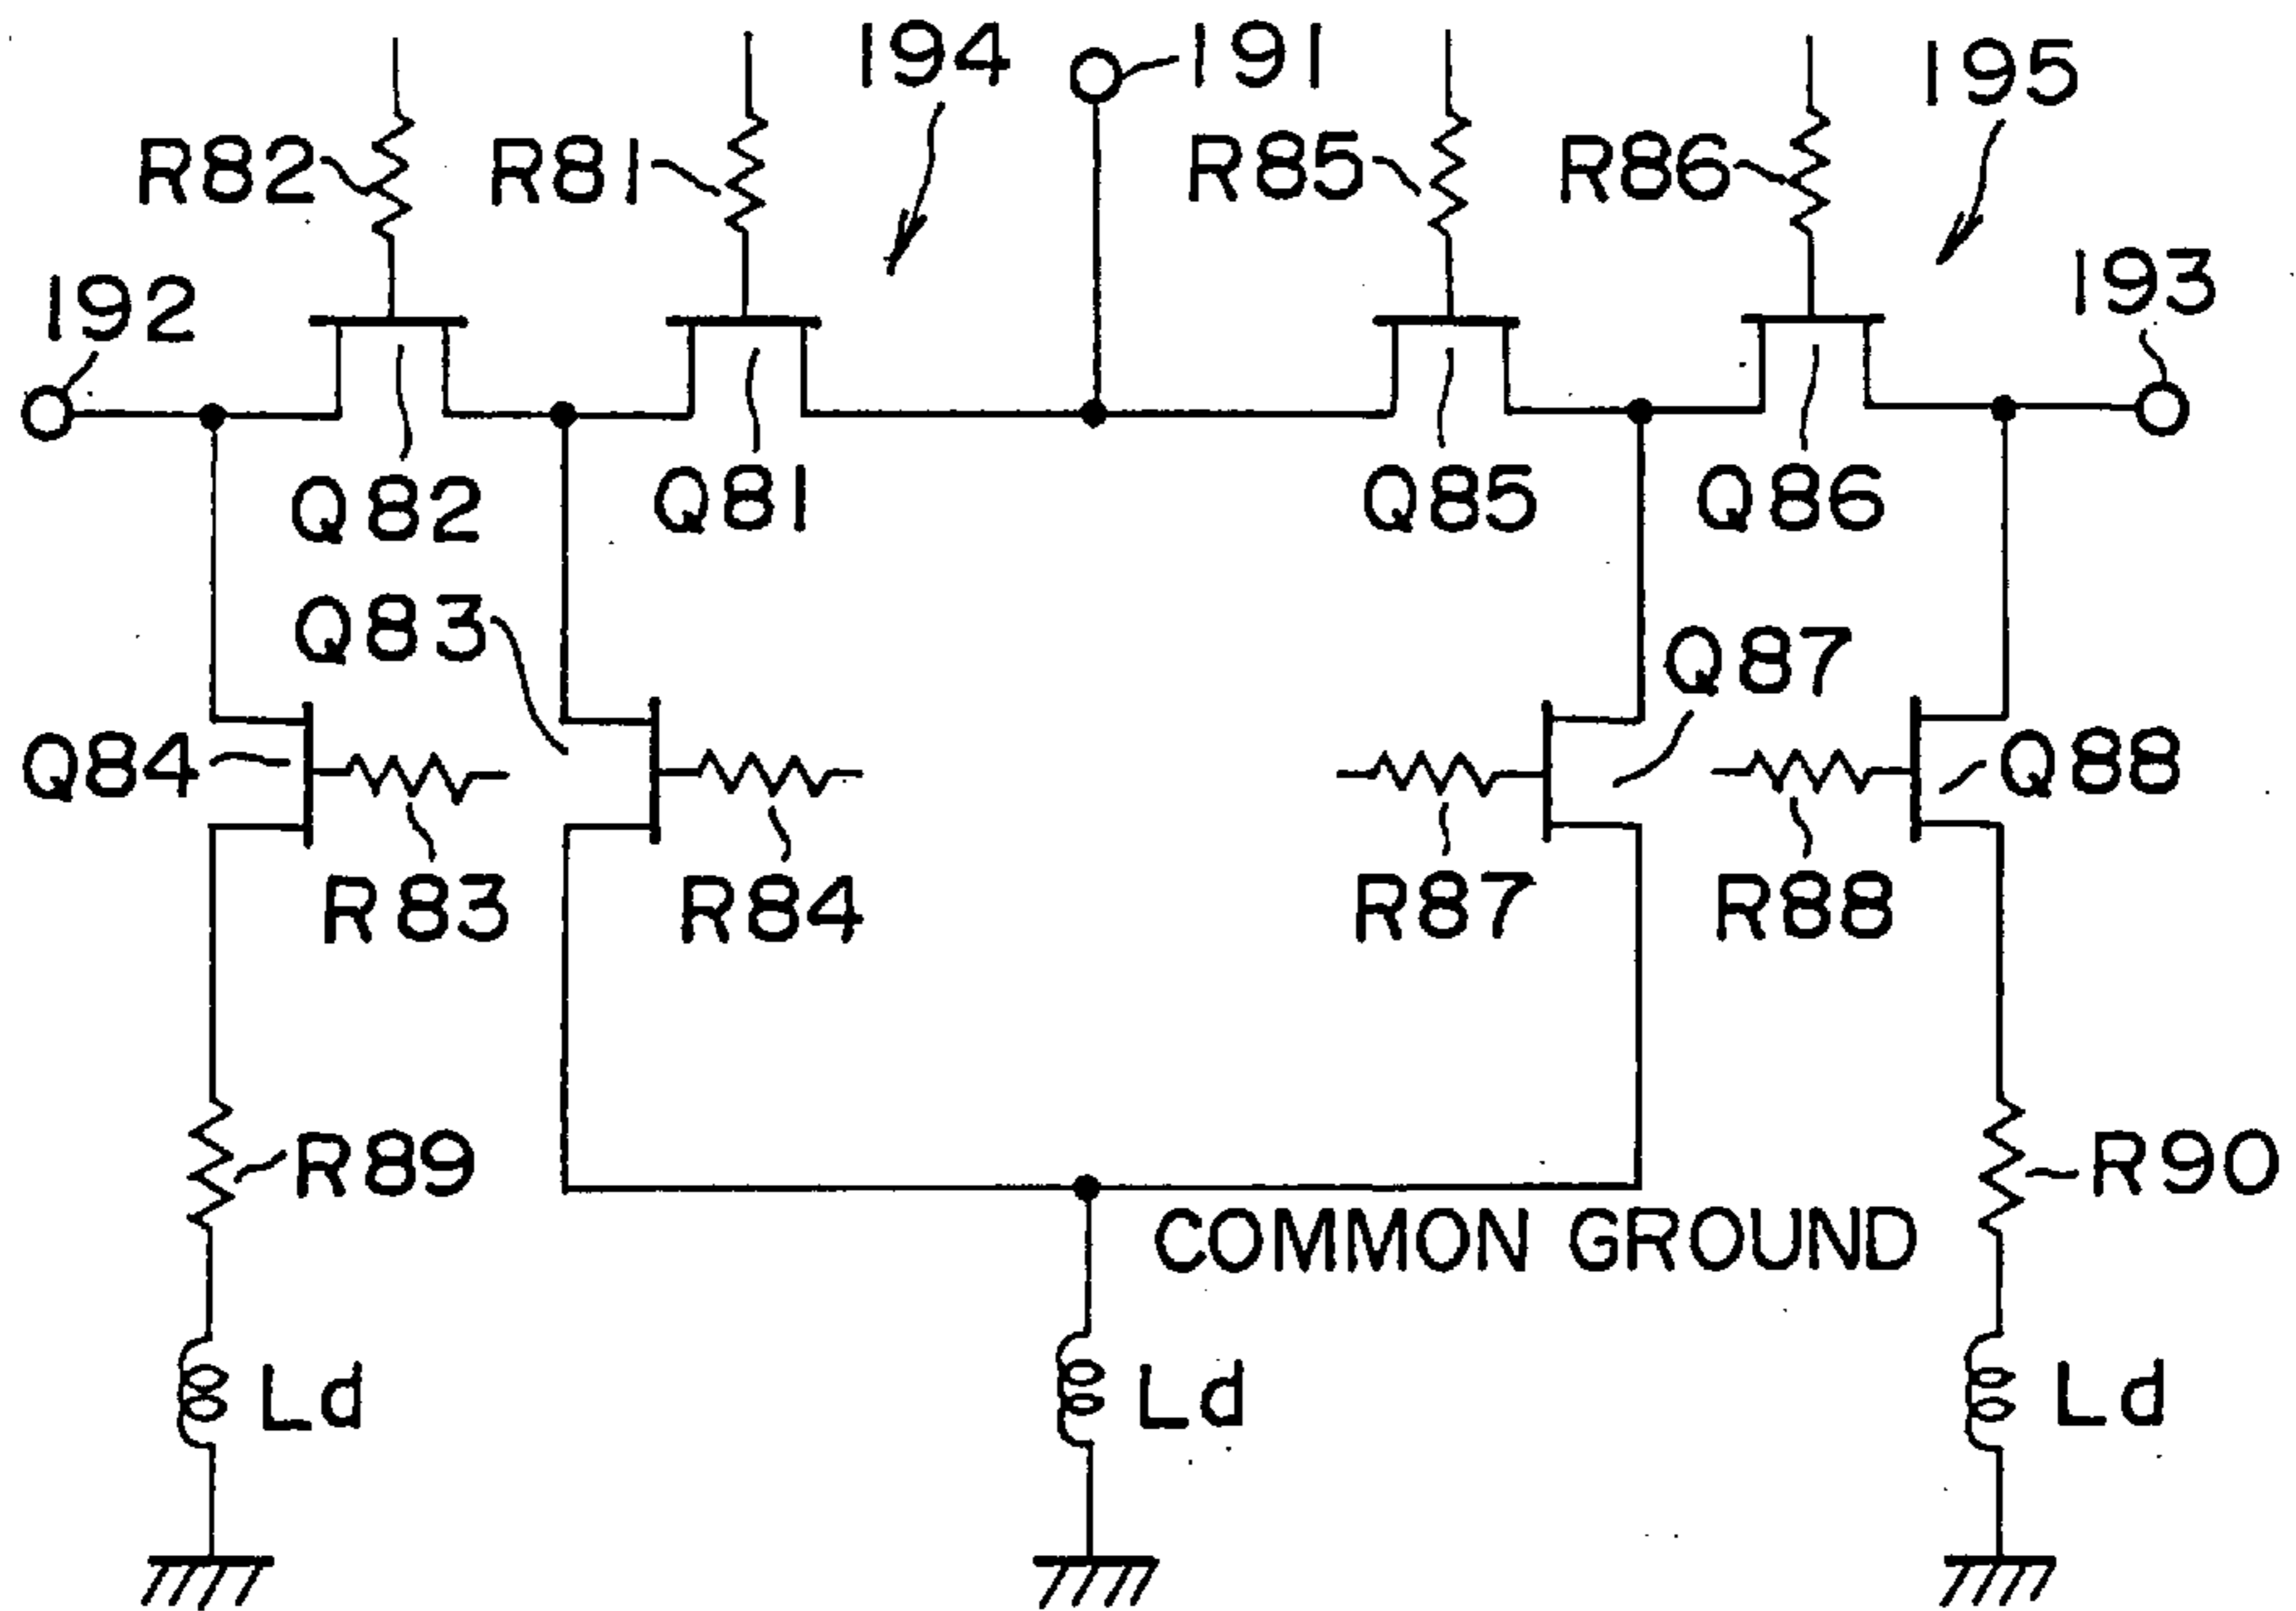 194
191
195
R82
R81
R85
R86
192
193
Q82
Q81
Q85
Q86
Q83
Q87
Q84
Q88
R83
R84
R87
R88
R89
R90
COMMON GROUND
Ld
Ld
Ld